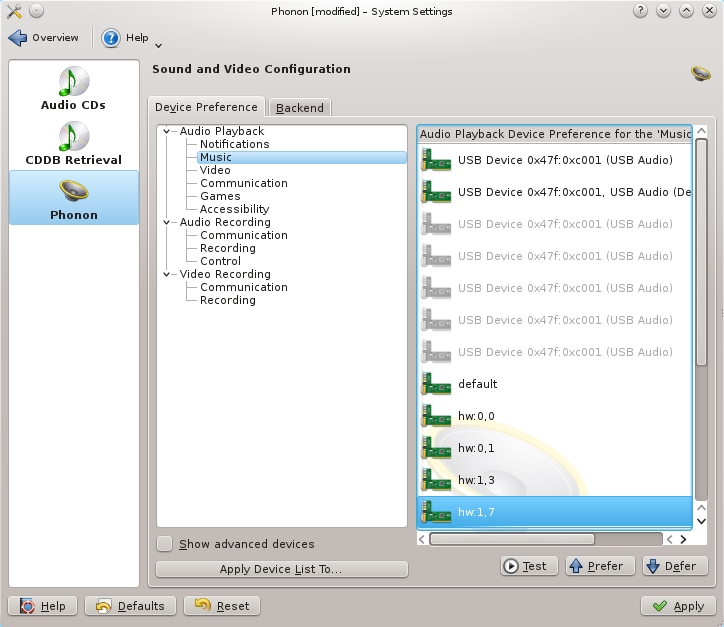 Phonon [modified] – System Settings
Overview
Help
Audio CDs
CDDB Retrieval
Phonon
Sound and Video Configuration
Device Preference
Backend
Audio Playback
Notifications
Music
Video
Communication
Games
Accessibility
Audio Recording
Communication
Recording
Control
Video Recording
Communication
Recording
Show advanced devices
Apply Device List To...
Audio Playback Device Preference for the 'Music
USB Device 0x47f:0xc001 (USB Audio)
USB Device 0x47f:0xc001, USB Audio (De
USB Device 0x47f:0xc001 (USB Audio)
USB Device 0x47f:0xc001 (USB Audio)
USB Device 0x47f:0xc001 (USB Audio)
USB Device 0x47f:0xc001 (USB Audio)
USB Device 0x47f:0xc001 (USB Audio)
default
hw:0,0
hw:0,1
hw:1,3
hw:1,7
Test
Prefer
Defer
Help
Defaults
Reset
Apply